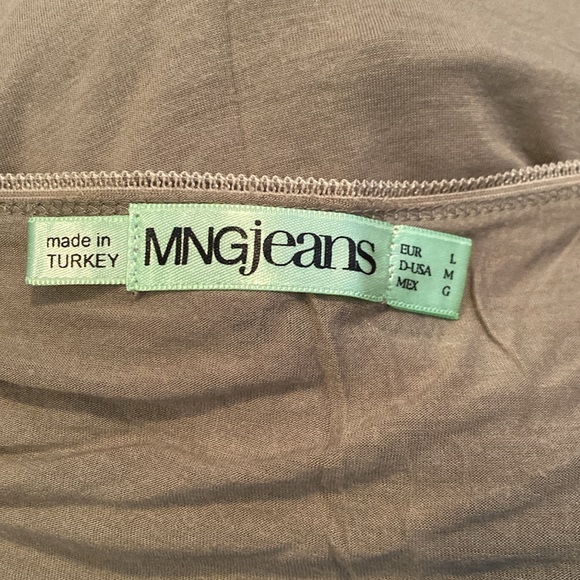 made in
TURKEY
MNGjeans
EUR L
D-USA M
MEX G